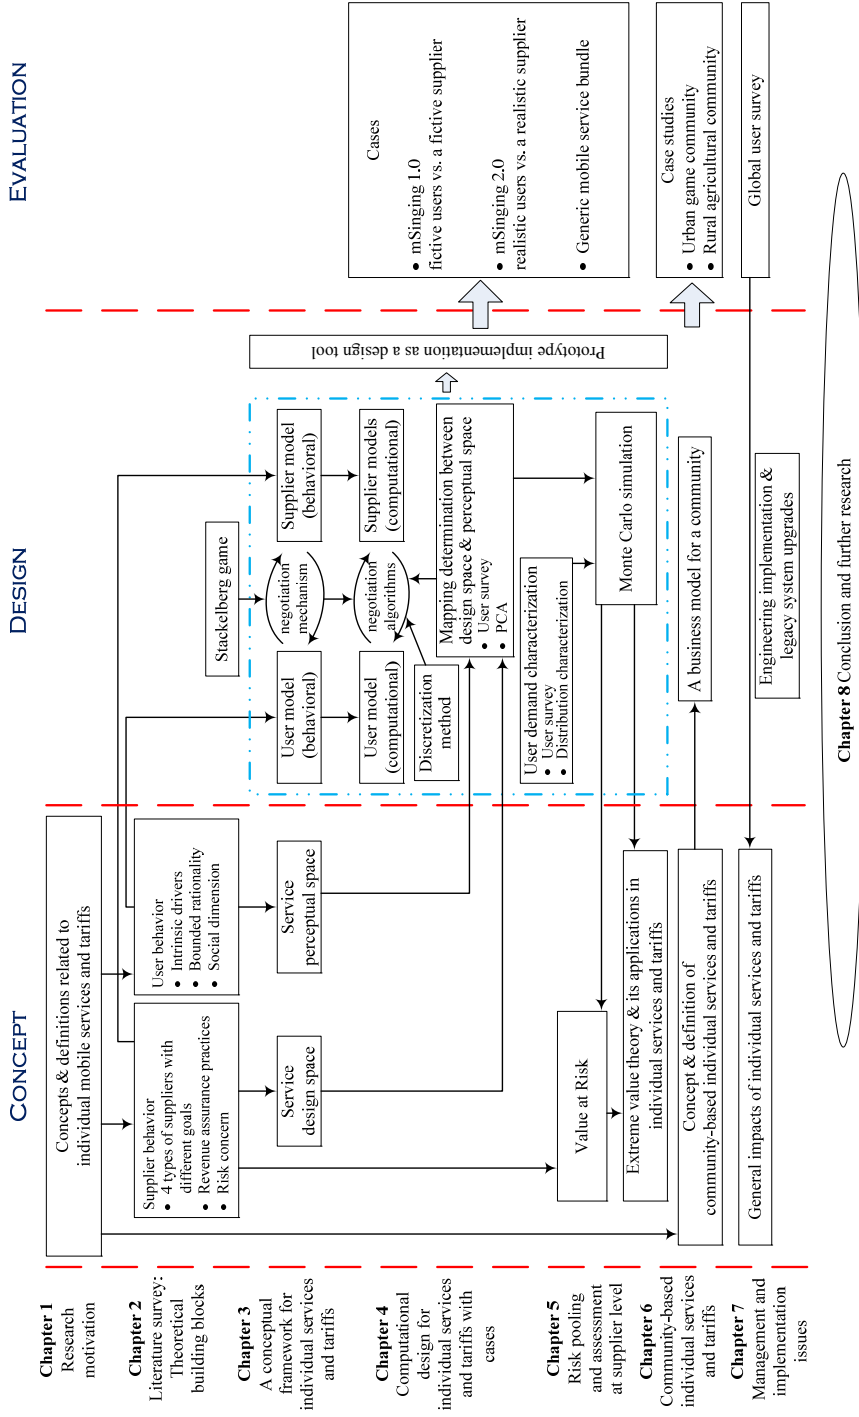 CONCEPT
DESIGN
EVALUATION
Chapter 1
Research
motivation
Concepts & definitions related to
individual mobile services and tariffs
Chapter 2
Literature survey:
Theoretical
building blocks
Supplier behavior
• 4 types of suppliers with
different goals
• Revenue assurance practices
• Risk concern
User behavior
• Intrinsic drivers
• Bounded rationality
• Social dimension
Stackelberg game
Chapter 3
A conceptual
framework for
individual services
and tariffs
Service
design space
Service
perceptual space
User model
(behavioral)
negotiation
mechanism
Supplier model
(behavioral)
Prototype implementation as a design tool
Chapter 4
Computational
design for
individual services
and tariffs with
cases
User model
(computational)
negotiation
algorithms
Supplier models
(computational)
Discretization
method
Mapping determination between
design space & perceptual space
• User survey
• PCA
Cases
• mSinging 1.0
fictive users vs. a fictive supplier
• mSinging 2.0
realistic users vs. a realistic supplier
• Generic mobile service bundle
User demand characterization
• User survey
• Distribution characterization
Chapter 5
Risk pooling
and assessment
at supplier level
Value at Risk
Monte Carlo simulation
Extreme value theory & its applications in
individual services and tariffs
Chapter 6
Community-based
individual services
and tariffs
Concept & definition of
community-based individual services and tariffs
A business model for a community
Case studies
• Urban game community
• Rural agricultural community
Chapter 7
Management and
implementation
issues
General impacts of individual services and tariffs
Engineering implementation &
legacy system upgrades
Global user survey
Chapter 8 Conclusion and further research